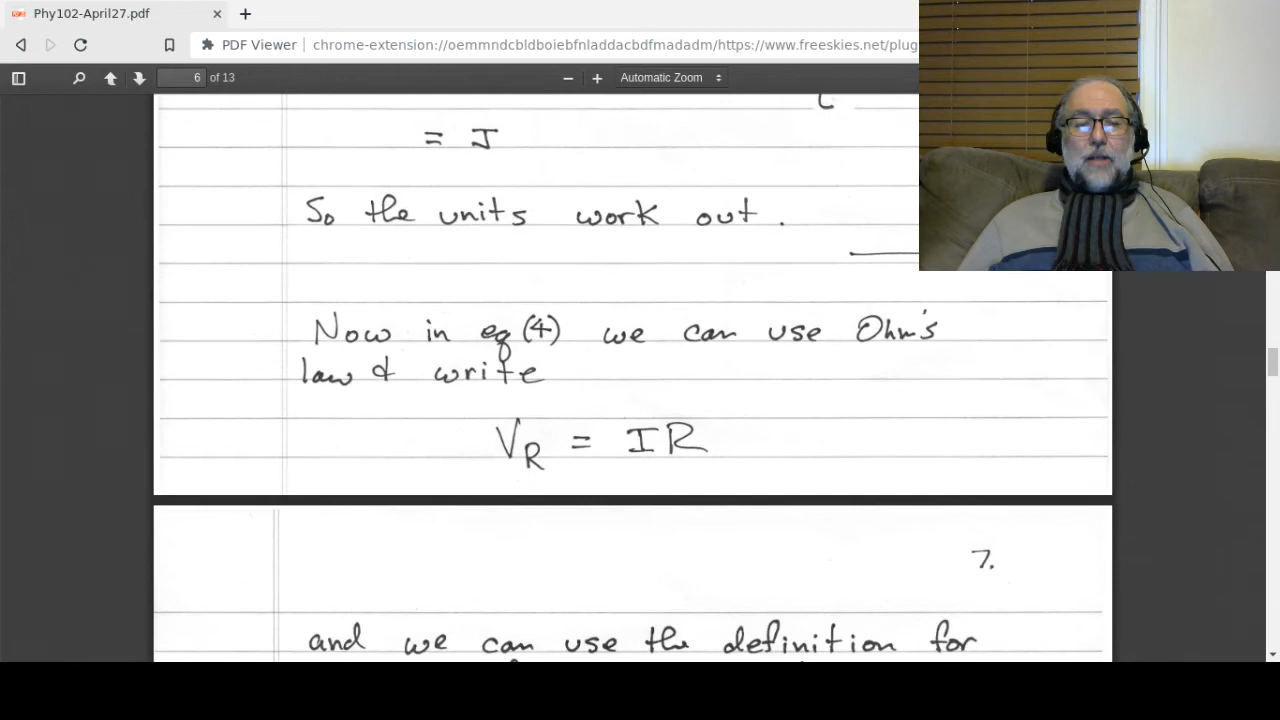 Phy102-April27.pdf
PDF Viewer
chrome-extension://oemmndcbldboiebfnladdacbdfmadadm/https://www.freeskies.net/plug
6 of 13
Automatic Zoom
= J
So the units work out.
Now in eq (4) we can use Ohm's
law & write
V_R = IR
7.
and we can use the definition for